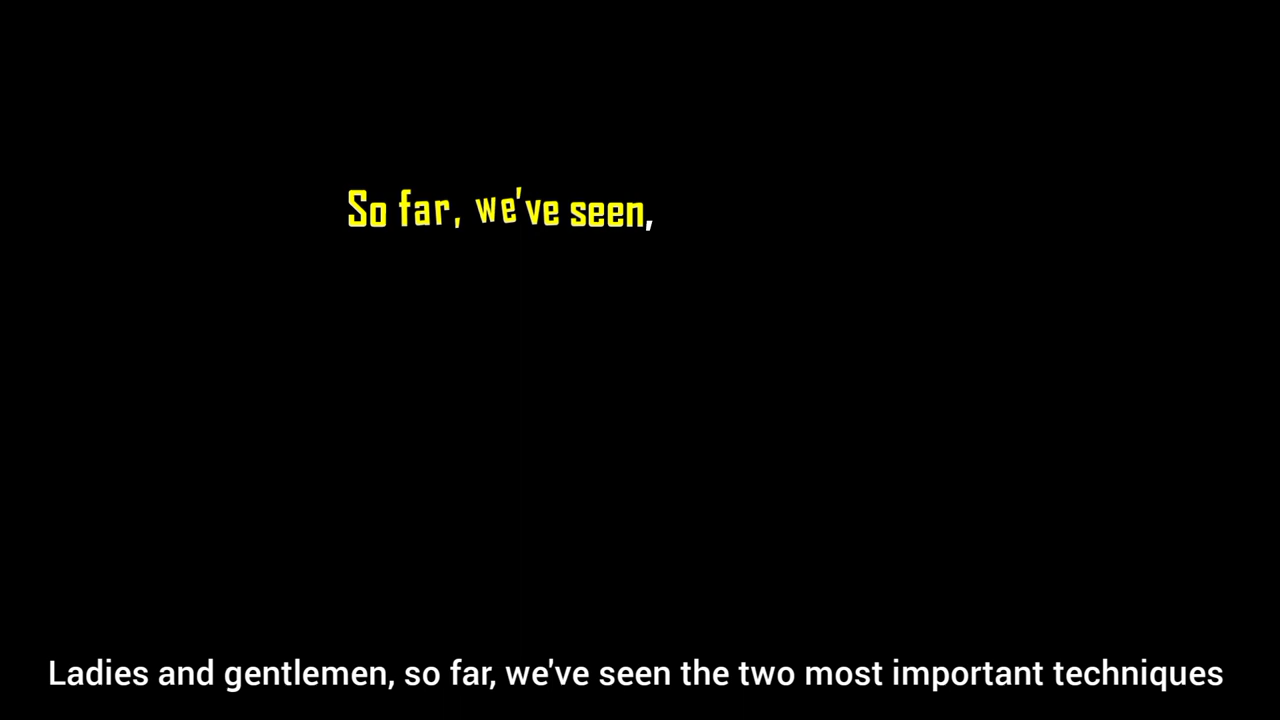 So far, we've seen,
Ladies and gentlemen, so far, we've seen the two most important techniques